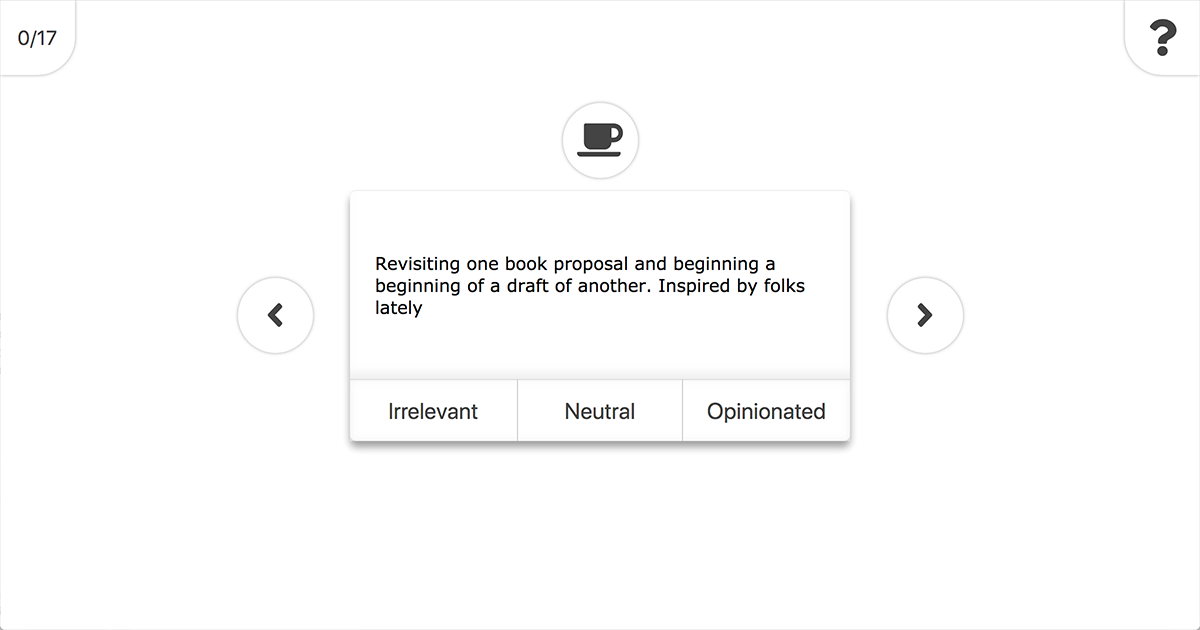 0/17
?
Revisiting one book proposal and beginning a
beginning of a draft of another. Inspired by folks
lately
Irrelevant
Neutral
Opinionated